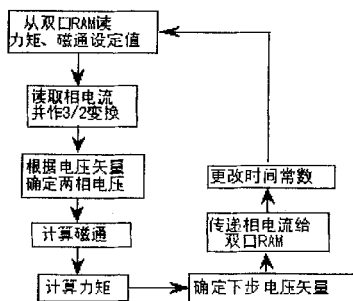 从双口RAM读
力矩、磁通设定值
读取相电流
并作3/2变换
根据电压矢量
确定两相电压
计算磁通
计算力矩
确定下步电压矢量
传递相电流给
双口RAM
更改时间常数